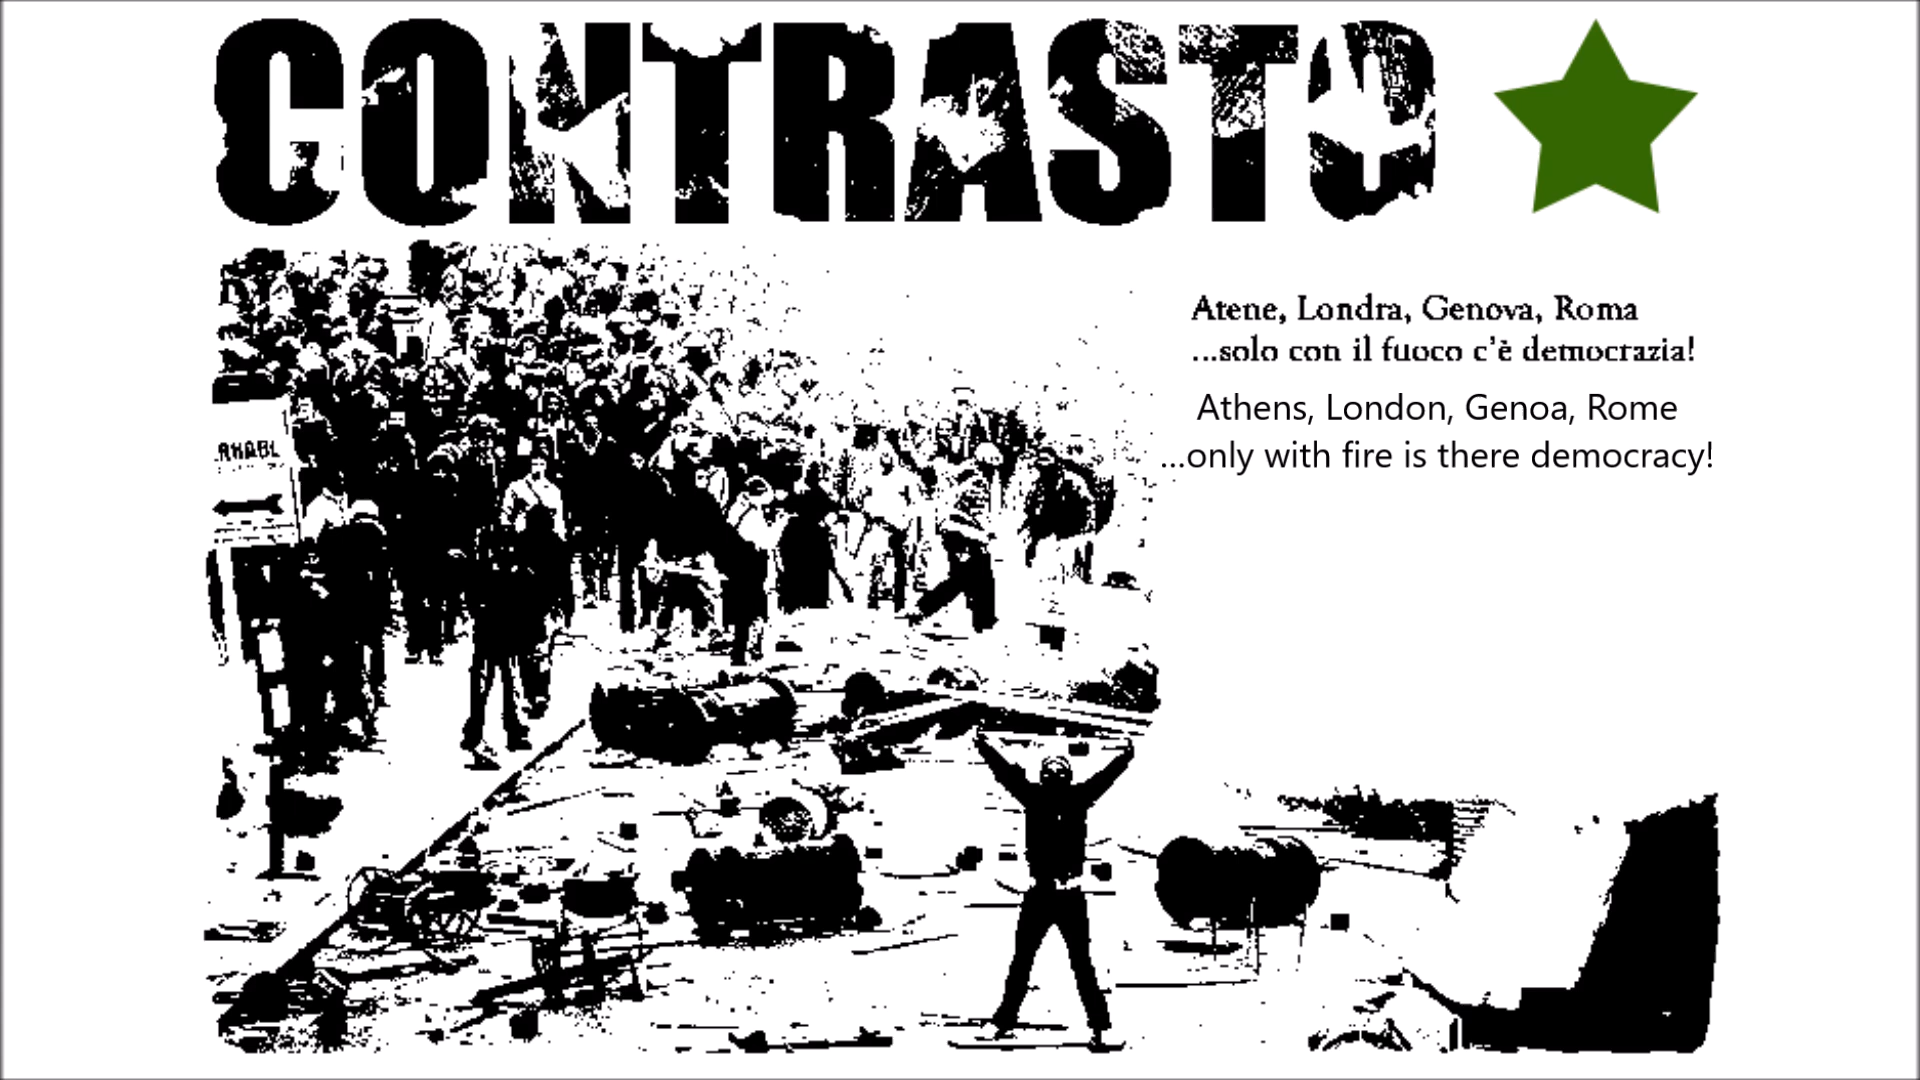 CONTRASTO
Atene, Londra, Genova, Roma
...solo con il fuoco c'è democrazia!
Athens, London, Genoa, Rome
...only with fire is there democracy!